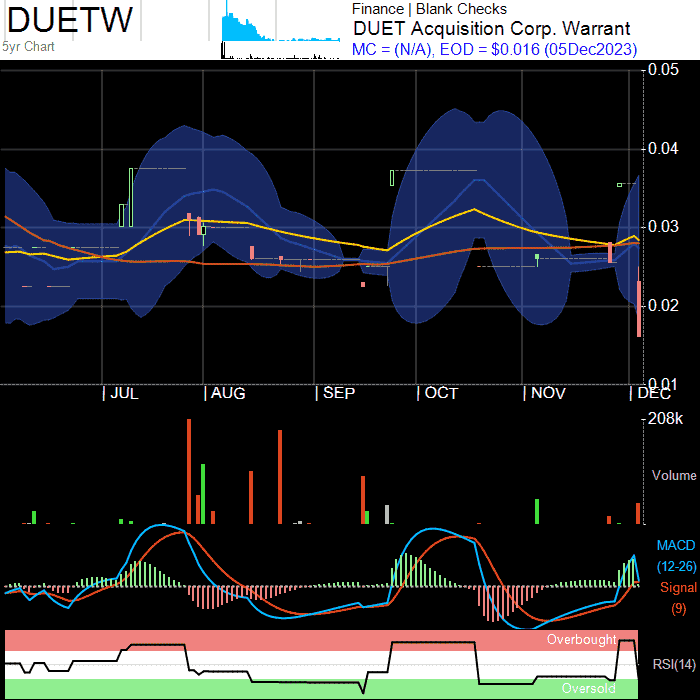 DUETW
5yr Chart
Finance | Blank Checks
DUET Acquisition Corp. Warrant
MC = (N/A), EOD = $0.016 (05Dec2023)
0.05
0.04
0.03
0.02
0.01
JUL
AUG
SEP
OCT
NOV
DEC
208k
Volume
MACD
(12-26)
Signal
(9)
Overbought
RSI(14)
Oversold